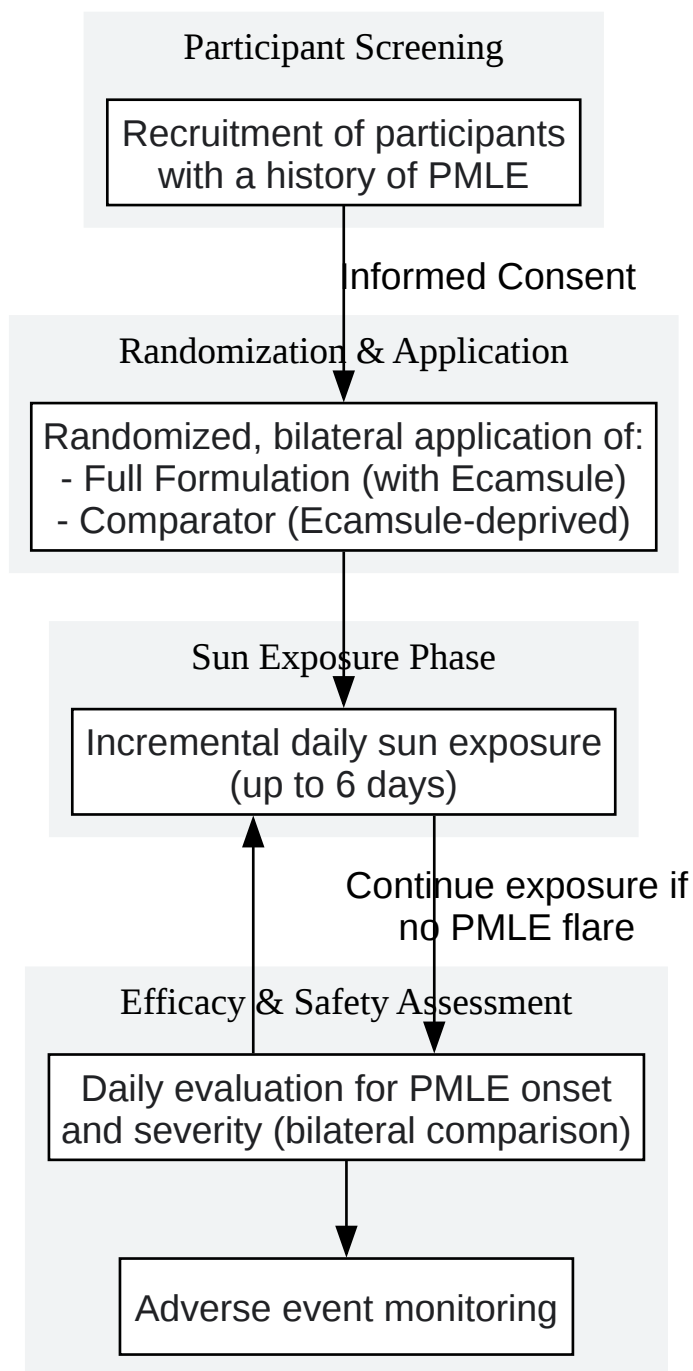 Participant Screening
Recruitment of participants
with a history of PMLE
Informed Consent
Randomization & Application
Randomized, bilateral application of:
- Full Formulation (with Ecamsule)
- Comparator (Ecamsule-deprived)
Sun Exposure Phase
Incremental daily sun exposure
(up to 6 days)
Continue exposure if
no PMLE flare
Efficacy & Safety Assessment
Daily evaluation for PMLE onset
and severity (bilateral comparison)
Adverse event monitoring